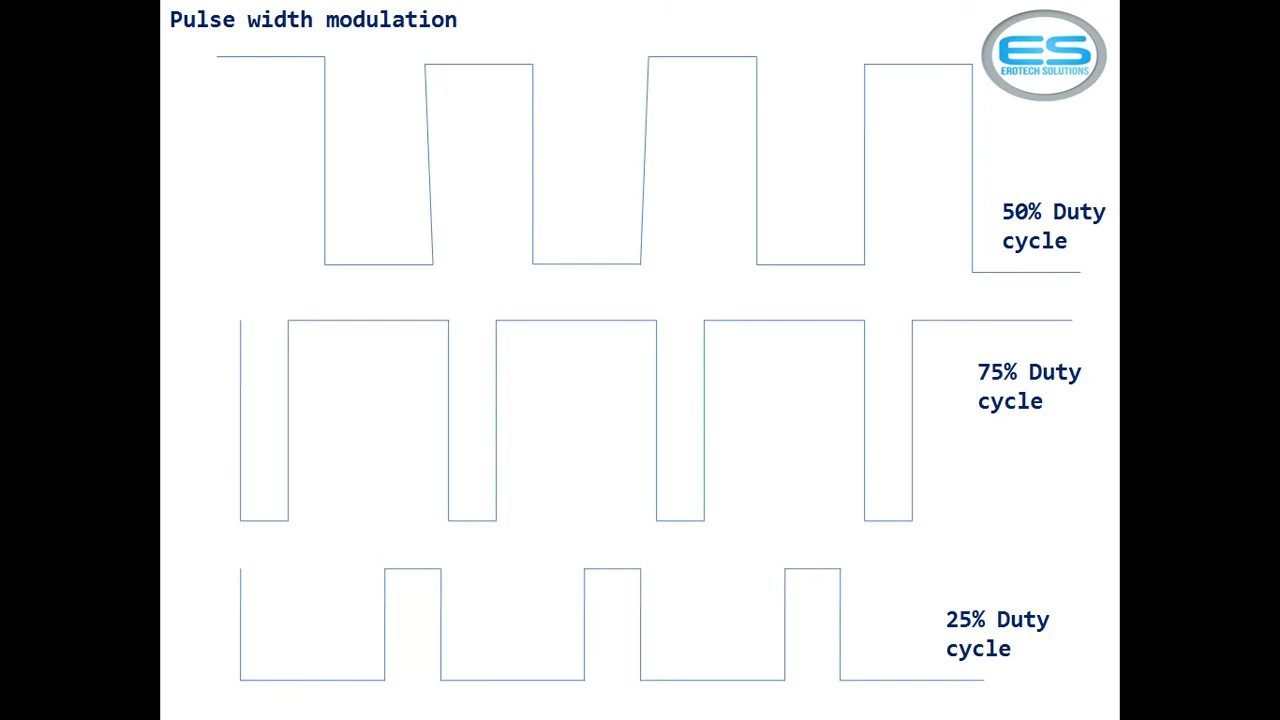 Pulse width modulation
ES
EROTECH SOLUTIONS
50% Duty
cycle
75% Duty
cycle
25% Duty
cycle